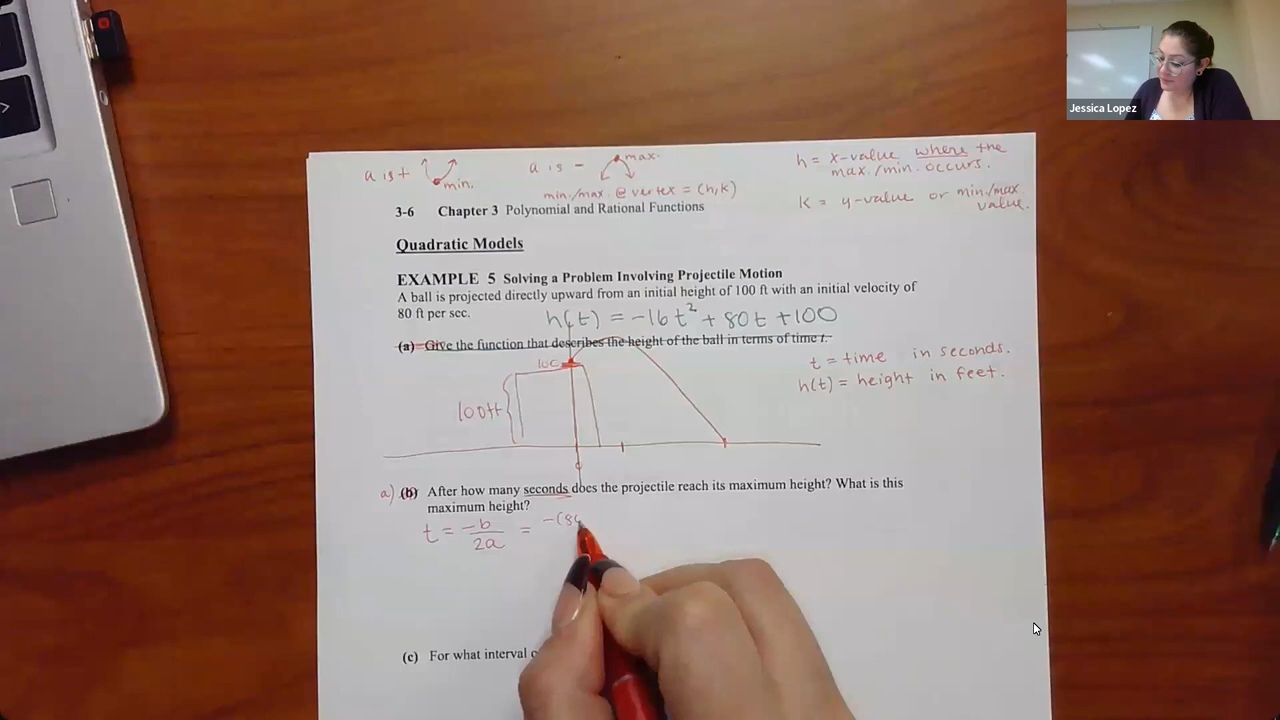 Jessica Lopez
a is + min.
a is - max.
min./max. @ vertex = (h,k)
h = x-value where the
max./min. occurs.
k = y-value or min./max
value.
3-6 Chapter 3 Polynomial and Rational Functions
Quadratic Models
EXAMPLE 5 Solving a Problem Involving Projectile Motion
A ball is projected directly upward from an initial height of 100 ft with an initial velocity of
80 ft per sec.
h(t) = -16t² + 80t + 100
(a) Give the function that describes the height of the ball in terms of time t.
t = time in seconds.
h(t) = height in feet.
100ft
a) (b) After how many seconds does the projectile reach its maximum height? What is this
maximum height?
t = -b/2a = -(8
(c) For what interval